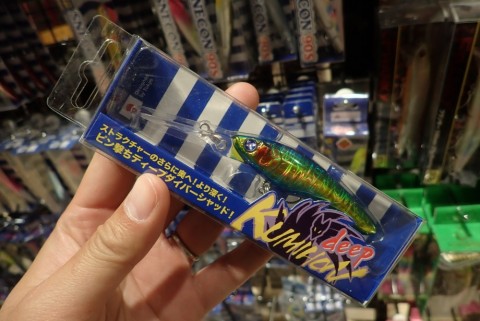 ストラクチャーのさらに奥へ!より深く!
ピン撃ちディープダイバーシャッド!
KUMIHON
deep